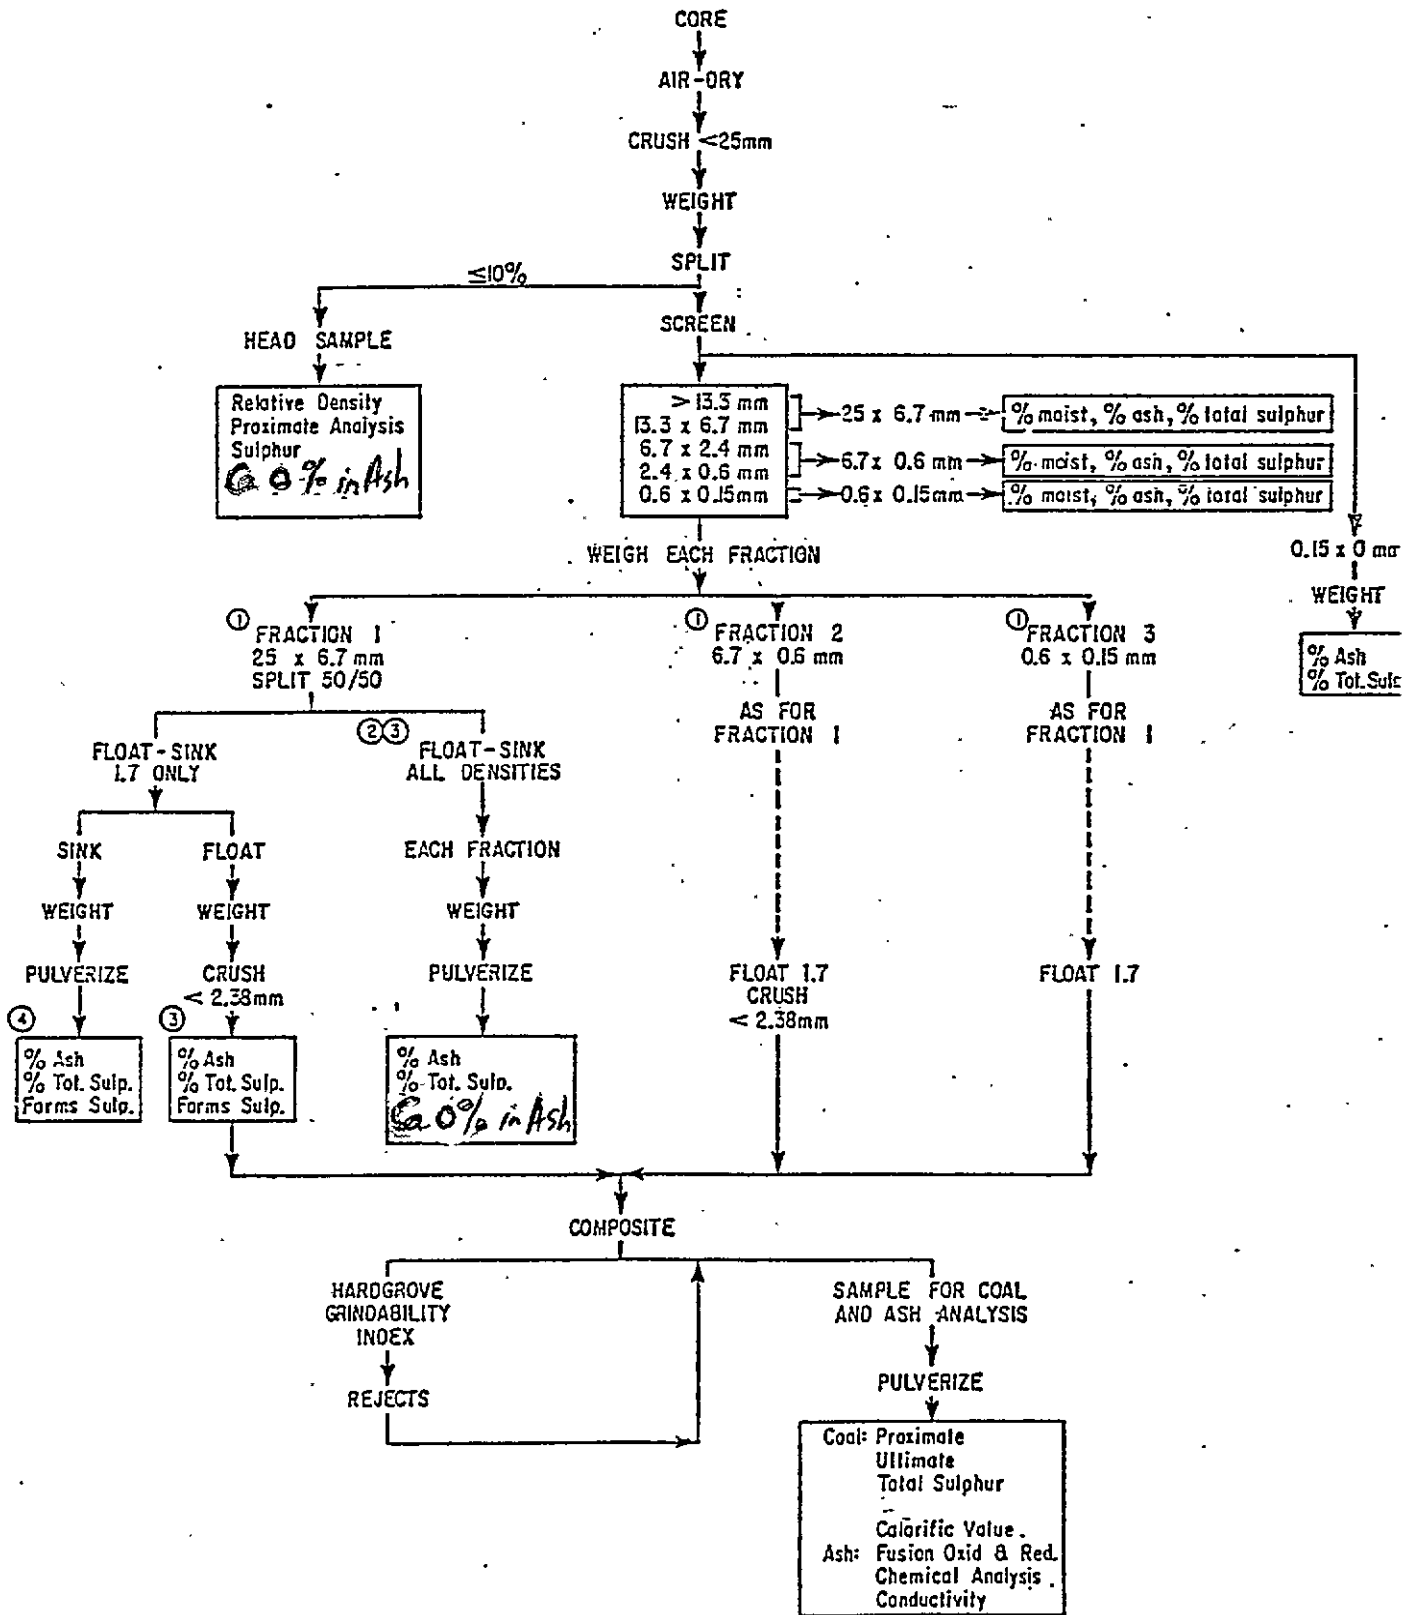 CORE
AIR-DRY
CRUSH <25mm
WEIGHT
SPLIT
≤10%
HEAD SAMPLE
Relative Density
Proximate Analysis
Sulphur
% in Ash
SCREEN
> 13.3 mm
13.3 x 6.7 mm
6.7 x 2.4 mm
2.4 x 0.6 mm
0.6 x 0.15mm
25 x 6.7 mm
% moist, % ash, % total sulphur
6.7 x 0.6 mm
% moist, % ash, % total sulphur
0.6 x 0.15mm
% moist, % ash, % total sulphur
0.15 x 0
WEIGHT
% Ash
% Tot.
WEIGH EACH FRACTION
① FRACTION 1
25 x 6.7 mm
SPLIT 50/50
① FRACTION 2
6.7 x 0.6 mm
① FRACTION 3
0.6 x 0.15 mm
FLOAT-SINK
1.7 ONLY
②③
FLOAT-SINK
ALL DENSITIES
AS FOR
FRACTION 1
AS FOR
FRACTION 1
SINK
FLOAT
EACH FRACTION
WEIGHT
WEIGHT
WEIGHT
PULVERIZE
CRUSH
< 2.38mm
PULVERIZE
FLOAT 1.7
CRUSH
< 2.38mm
FLOAT 1.7
④
% Ash
% Tot. Sulp.
Forms Sulp.
③
% Ash
% Tot. Sulp.
Forms Sulp.
% Ash
% Tot. Sulp.
% in Ash
COMPOSITE
HARDGROVE
GRINDABILITY
INDEX
REJECTS
SAMPLE FOR COAL
AND ASH ANALYSIS
PULVERIZE
Coal: Proximate
Ultimate
Total Sulphur
Calorific Value.
Ash: Fusion Oxid & Red.
Chemical Analysis
Conductivity